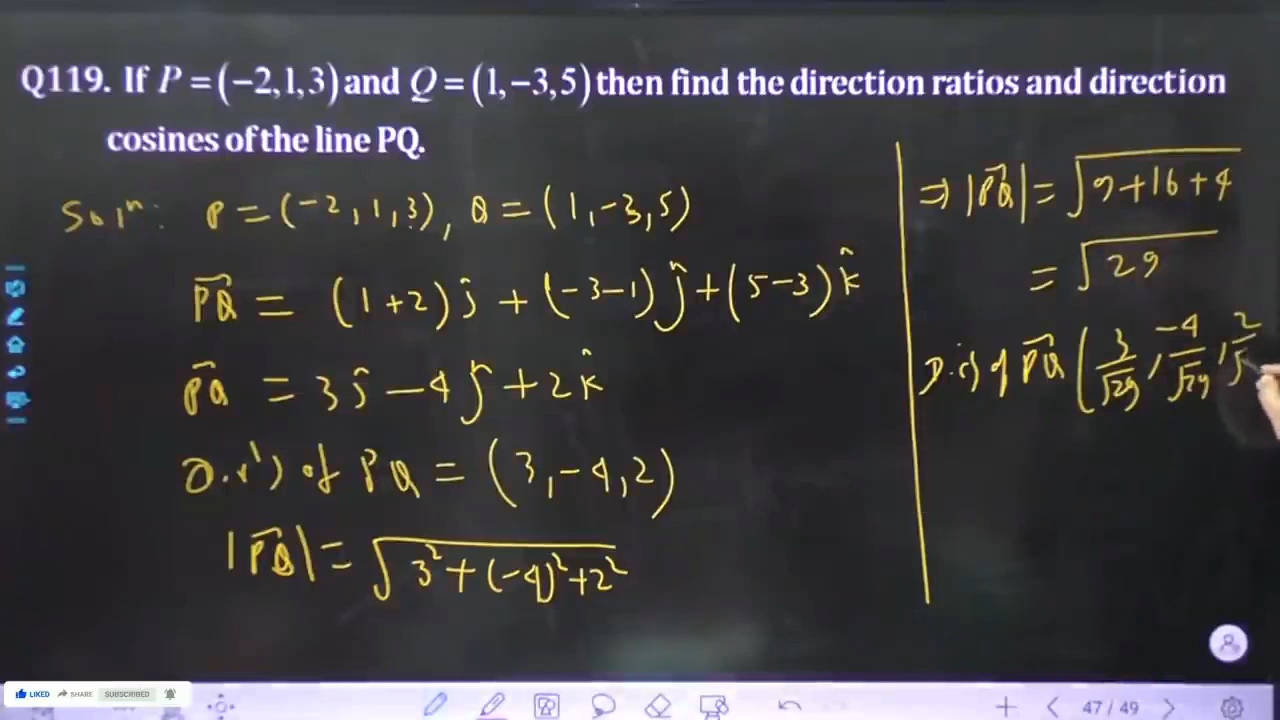 Q119. If P = (−2,1,3) and Q = (1,−3,5) then find the direction ratios and direction
cosines of the line PQ.
Solⁿ: P = (-2, 1, 3), Q = (1, -3, 5)
PQ = (1+2)î + (-3-1)ĵ + (5-3)k̂
PQ = 3î - 4ĵ + 2k̂
D.r's of PQ = (3, -4, 2)
|PQ| = √3² + (-4)² + 2²
⇒ |PQ| = √9+16+4
= √29
D.c's of PQ (3/√29, -4/√29, 2/√
LIKED SHARE SUBSCRIBED
47 / 49